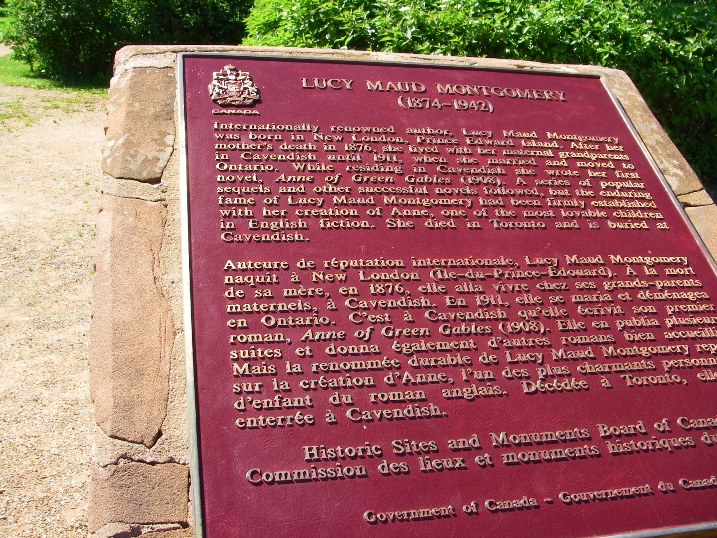 CANADA
LUCY MAUD MONTGOMERY
(1874-1942)
Internationally renowned author, Lucy Maud Montgomery
was born in New London, Prince Edward Island. After her
mother's death in 1876, she lived with her maternal grandparents
in Cavendish until 1911, when she married and moved to
Ontario. While residing in Cavendish she wrote her first
novel, Anne of Green Gables (1908). A series of popular
sequels and other successful novels followed, but the enduring
fame of Lucy Maud Montgomery had been firmly established
with her creation of Anne, one of the most lovable children
in English fiction. She died in Toronto and is buried at
Cavendish.
Auteure de réputation internationale, Lucy Maud Montgomery
naquit à New London (Île-du-Prince-Édouard). À la mort
de sa mère, en 1876, elle alla vivre chez ses grands-parents
maternels, à Cavendish. En 1911, elle se maria et déménagea
en Ontario. C'est à Cavendish qu'elle écrivit son premier
roman, Anne of Green Gables (1908). Elle en publia plusieur
suites et donna également d'autres romans bien accueill
Mais la renommée durable de Lucy Maud Montgomery rep
sur la création d'Anne, l'un des plus charmants personn
d'enfant du roman anglais. Décédée à Toronto, elle
enterrée à Cavendish.
Historic Sites and Monuments Board of Cana
Commission des lieux et monuments historiques du
Government of Canada - Gouvernement du Canad